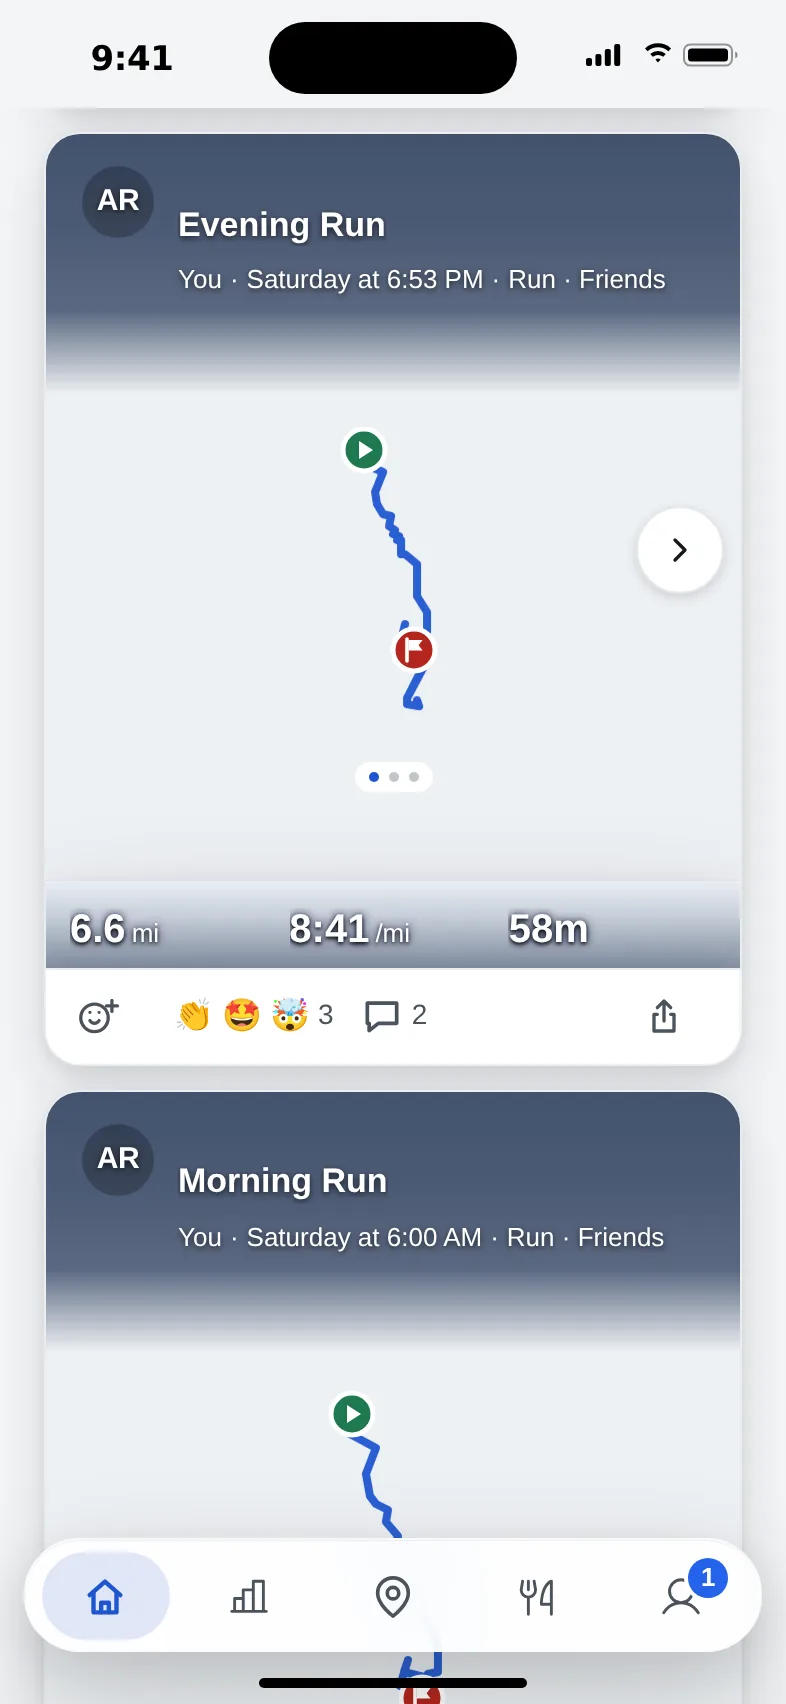 9:41
AR
Evening Run
You · Saturday at 6:53 PM · Run · Friends
6.6 mi
8:41 /mi
58m
3
2
AR
Morning Run
You · Saturday at 6:00 AM · Run · Friends
1